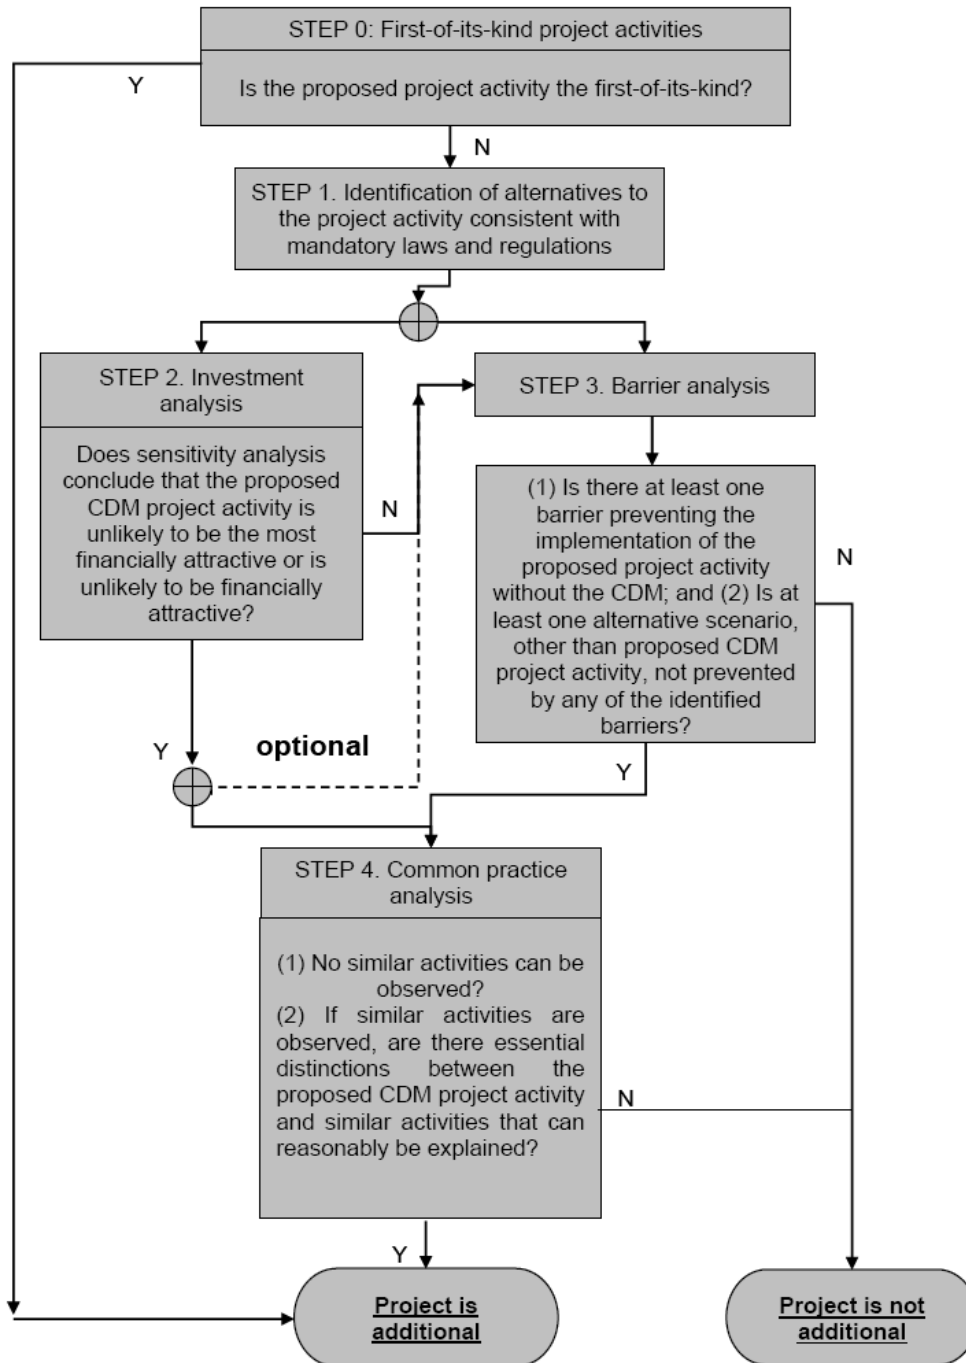 STEP 0: First-of-its-kind project activities
Y
Is the proposed project activity the first-of-its-kind?
N
STEP 1. Identification of alternatives to
the project activity consistent with
mandatory laws and regulations
STEP 2. Investment
analysis
STEP 3. Barrier analysis
Does sensitivity analysis
conclude that the proposed
CDM project activity is
unlikely to be the most
financially attractive or is
unlikely to be financially
attractive?
N
(1) Is there at least one
barrier preventing the
implementation of the
proposed project activity
without the CDM; and (2) Is at
least one alternative scenario,
other than proposed CDM
project activity, not prevented
by any of the identified
barriers?
N
Y
optional
Y
STEP 4. Common practice
analysis
(1) No similar activities can be
observed?
(2) If similar activities are
observed, are there essential
distinctions between the
proposed CDM project activity
and similar activities that can
reasonably be explained?
N
Y
Project is
additional
Project is not
additional